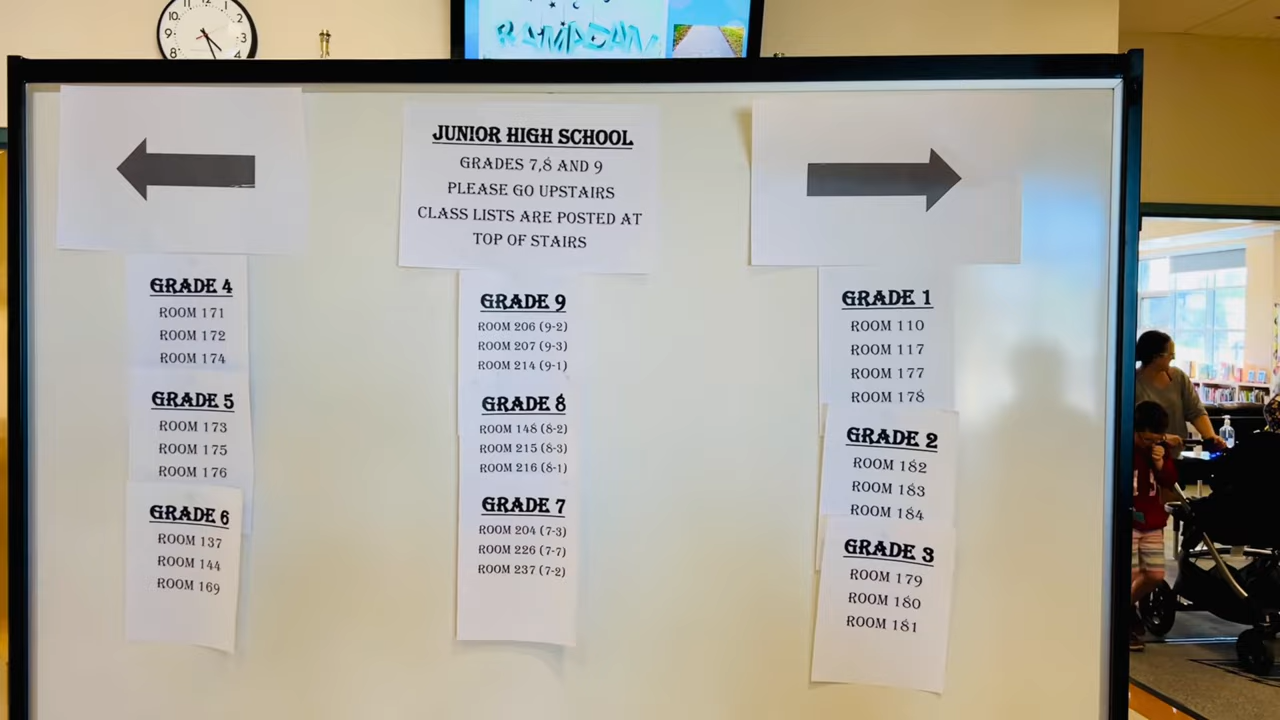 RAMADAN
JUNIOR HIGH SCHOOL
GRADES 7,8 AND 9
PLEASE GO UPSTAIRS
CLASS LISTS ARE POSTED AT
TOP OF STAIRS
GRADE 4
ROOM 171
ROOM 172
ROOM 174
GRADE 5
ROOM 173
ROOM 175
ROOM 176
GRADE 6
ROOM 137
ROOM 144
ROOM 169
GRADE 9
ROOM 206 (9-2)
ROOM 207 (9-3)
ROOM 214 (9-1)
GRADE 8
ROOM 148 (8-2)
ROOM 215 (8-3)
ROOM 216 (8-1)
GRADE 7
ROOM 204 (7-3)
ROOM 226 (7-7)
ROOM 237 (7-2)
GRADE 1
ROOM 110
ROOM 117
ROOM 177
ROOM 178
GRADE 2
ROOM 182
ROOM 183
ROOM 184
GRADE 3
ROOM 179
ROOM 180
ROOM 181